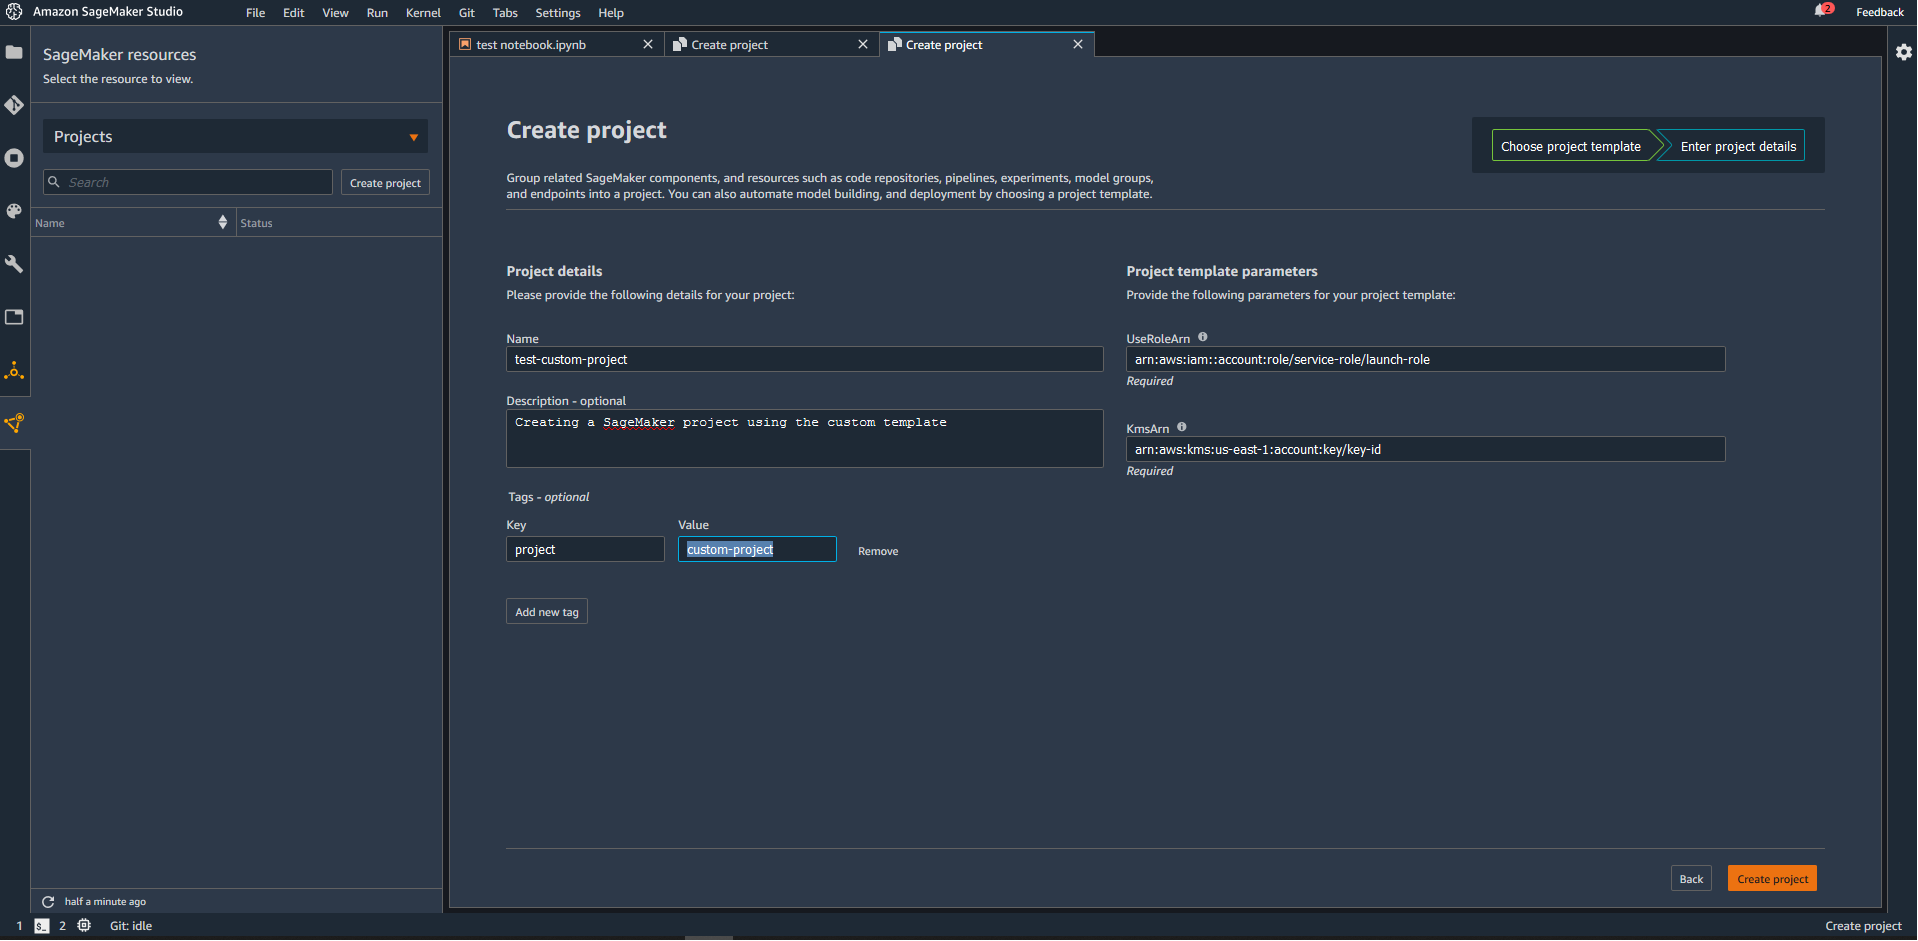 Amazon SageMaker Studio
File Edit View Run Kernel Git Tabs Settings Help
2 Feedback
SageMaker resources
Select the resource to view.
Projects
Search Create project
Name Status
half a minute ago
test notebook.ipynb Create project Create project
Create project
Choose project template Enter project details
Group related SageMaker components, and resources such as code repositories, pipelines, experiments, model groups,
and endpoints into a project. You can also automate model building, and deployment by choosing a project template.
Project details
Please provide the following details for your project:
Name
test-custom-project
Description - optional
Creating a SageMaker project using the custom template
Tags - optional
Key Value
project custom-project Remove
Add new tag
Project template parameters
Provide the following parameters for your project template:
UseRoleArn
arn:aws:iam::account:role/service-role/launch-role
Required
KmsArn
arn:aws:kms:us-east-1:account:key/key-id
Required
Back Create project
1 $_ 2 Git: idle Create project